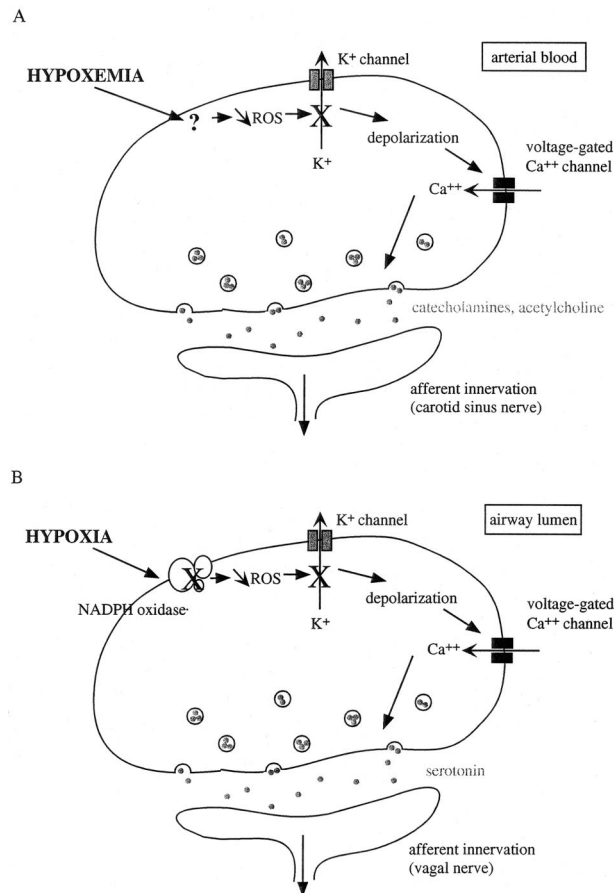 A
K+ channel
arterial blood
HYPOXEMIA
?
ROS
X
depolarization
K+
voltage-gated
Ca++ channel
Ca++
catecholamines, acetylcholine
afferent innervation
(carotid sinus nerve)
B
K+ channel
airway lumen
HYPOXIA
X
ROS
X
NADPH oxidase
depolarization
K+
voltage-gated
Ca++ channel
Ca++
serotonin
afferent innervation
(vagal nerve)